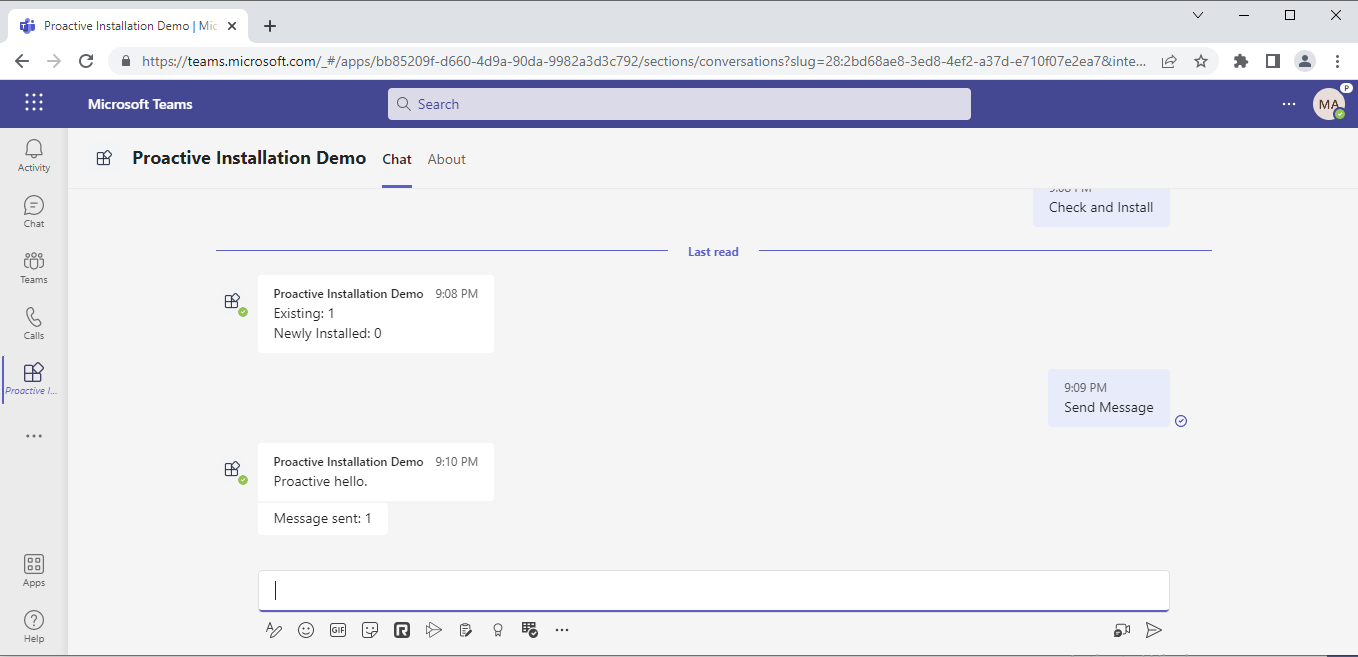 Proactive Installation Demo | Mic
https://teams.microsoft.com/_#/apps/bb85209f-d660-4d9a-90da-9982a3d3c792/sections/conversations?slug=28:2bd68ae8-3ed8-4ef2-a37d-e710f07e2ea7&inte...
Microsoft Teams
Search
MA
P
Activity
Chat
Teams
Calls
Proactive I...
Apps
Help
Proactive Installation Demo
Chat
About
Check and Install
Last read
Proactive Installation Demo 9:08 PM
Existing: 1
Newly Installed: 0
9:09 PM
Send Message
Proactive Installation Demo 9:10 PM
Proactive hello.
Message sent: 1
GIF